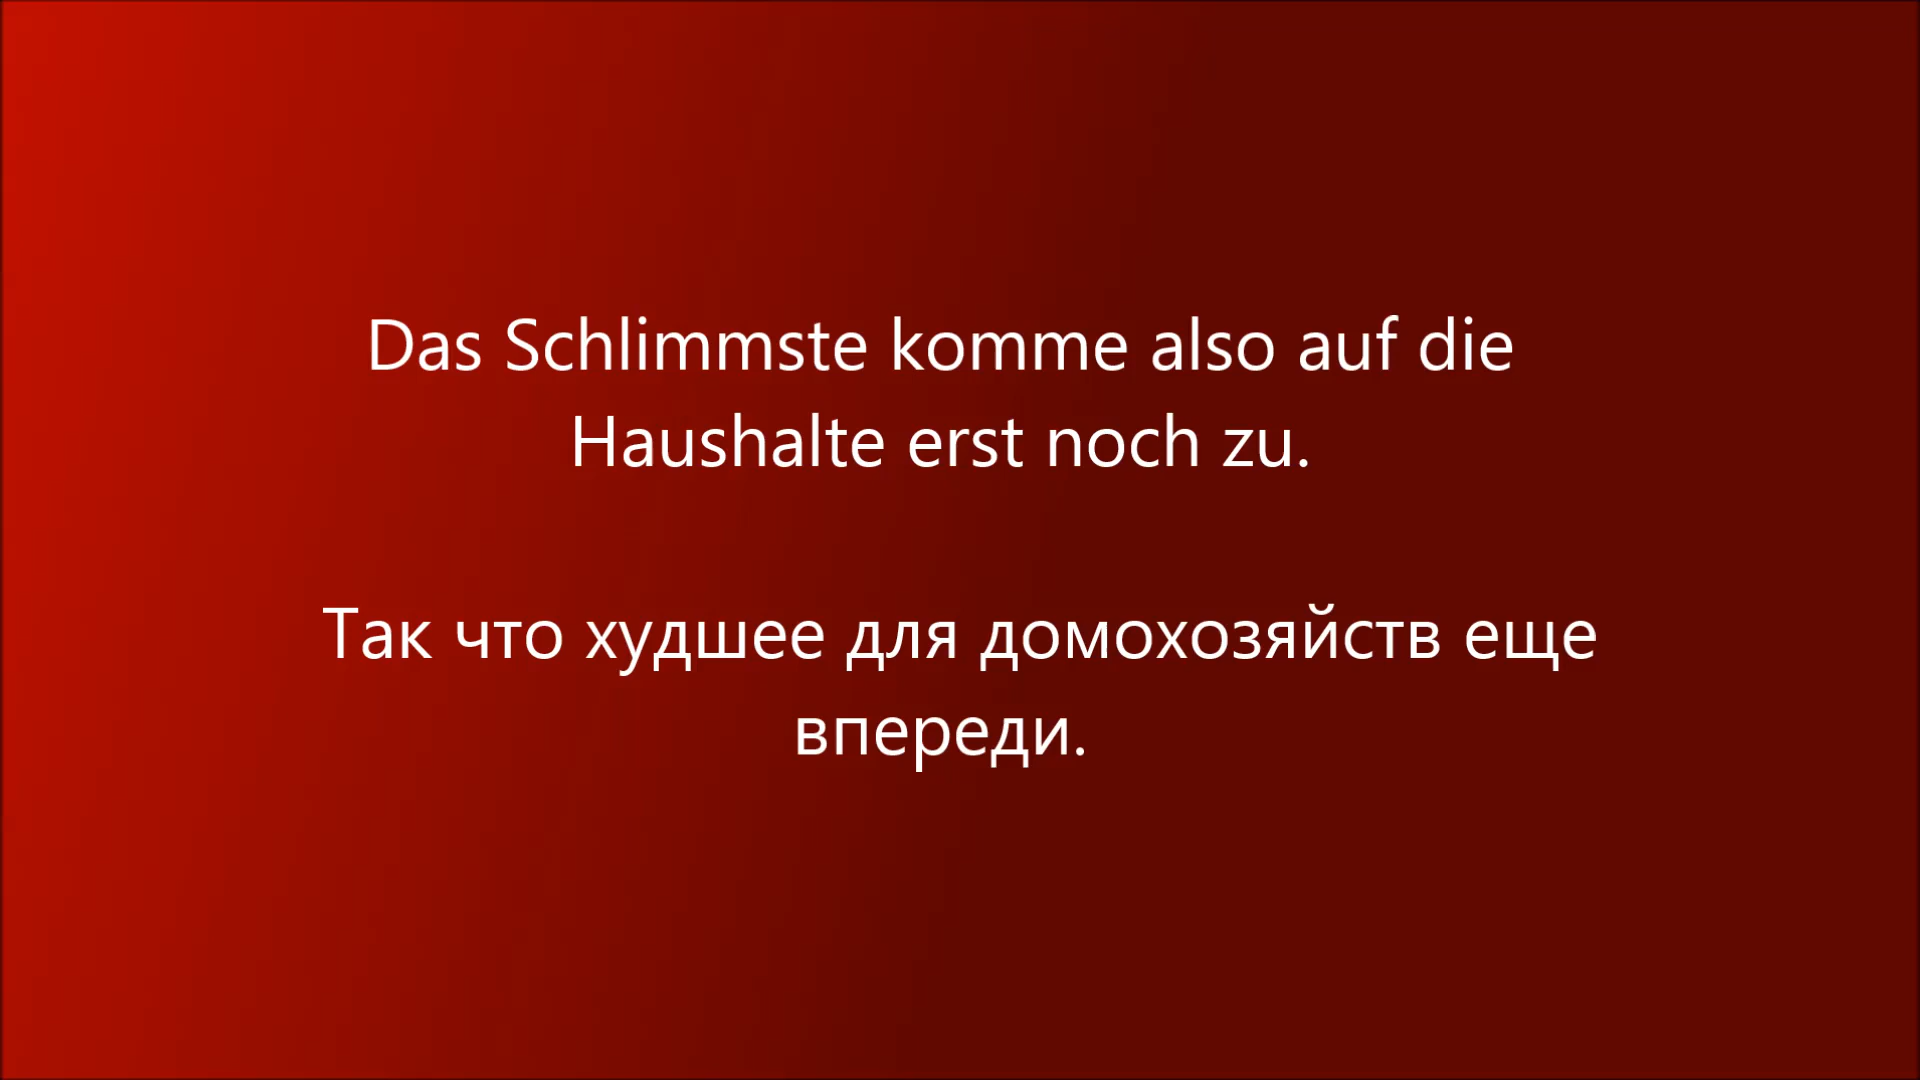 Das Schlimmste komme also auf die
Haushalte erst noch zu.
Так что худшее для домохозяйств еще
впереди.